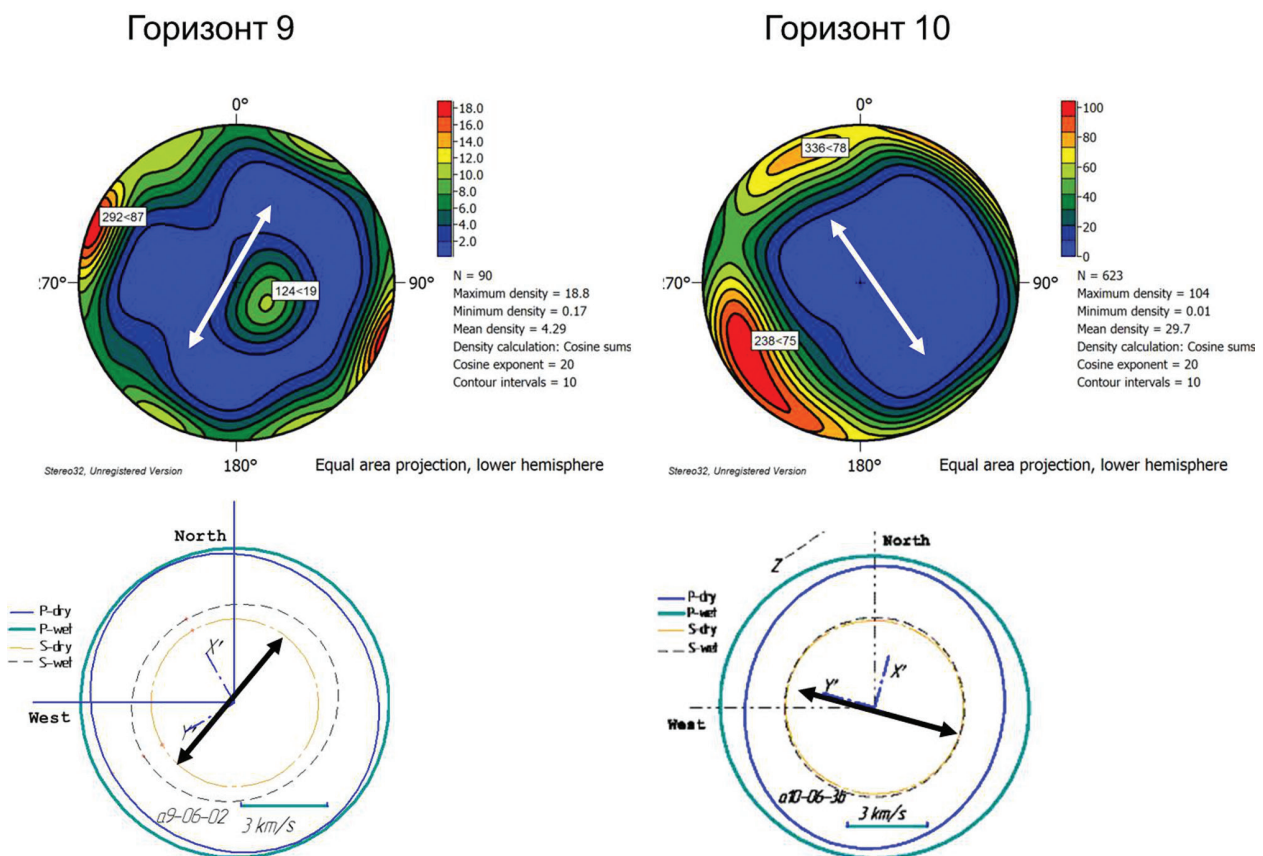 Горизонт 9
0°
18.0
16.0
14.0
12.0
10.0
8.0
6.0
4.0
2.0
292<87
124<19
:70°
90°
180°
N = 90
Maximum density = 18.8
Minimum density = 0.17
Mean density = 4.29
Density calculation: Cosine sums
Cosine exponent = 20
Contour intervals = 10
Stereo32, Unregistered Version
Equal area projection, lower hemisphere
Горизонт 10
0°
100
80
60
40
20
0
336<78
238<75
:70°
90°
180°
N = 623
Maximum density = 104
Minimum density = 0.01
Mean density = 29.7
Density calculation: Cosine sums
Cosine exponent = 20
Contour intervals = 10
Stereo32, Unregistered Version
Equal area projection, lower hemisphere
North
P-dry
P-wet
S-dry
S-wet
X'
Y'
West
a9-06-02
3 km/s
Z
North
P-dry
P-wet
S-dry
S-wet
X'
Y'
West
a10-06-3b
3 km/s